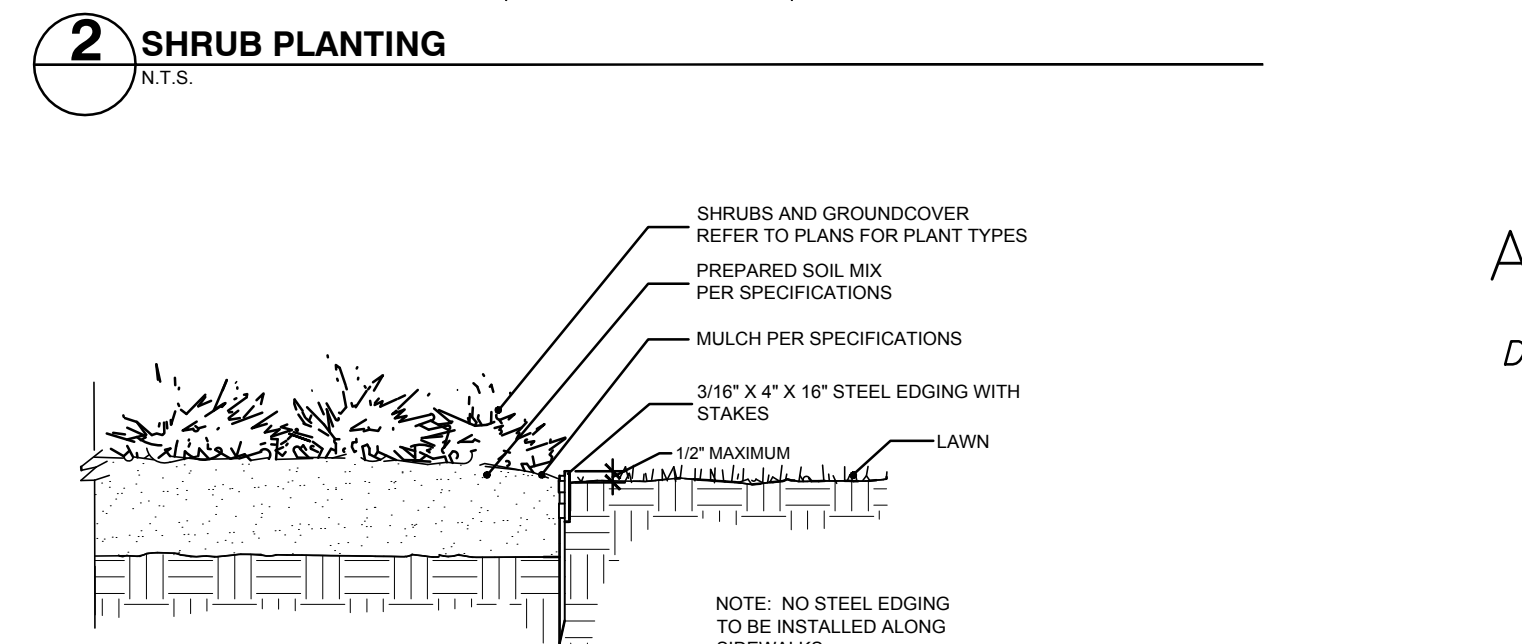 2
SHRUB PLANTING
N.T.S.
SHRUBS AND GROUNDCOVER
REFER TO PLANS FOR PLANT TYPES
PREPARED SOIL MIX
PER SPECIFICATIONS
MULCH PER SPECIFICATIONS
3/16" X 4" X 16" STEEL EDGING WITH
STAKES
LAWN
1/2" MAXIMUM
NOTE: NO STEEL EDGING
TO BE INSTALLED ALONG